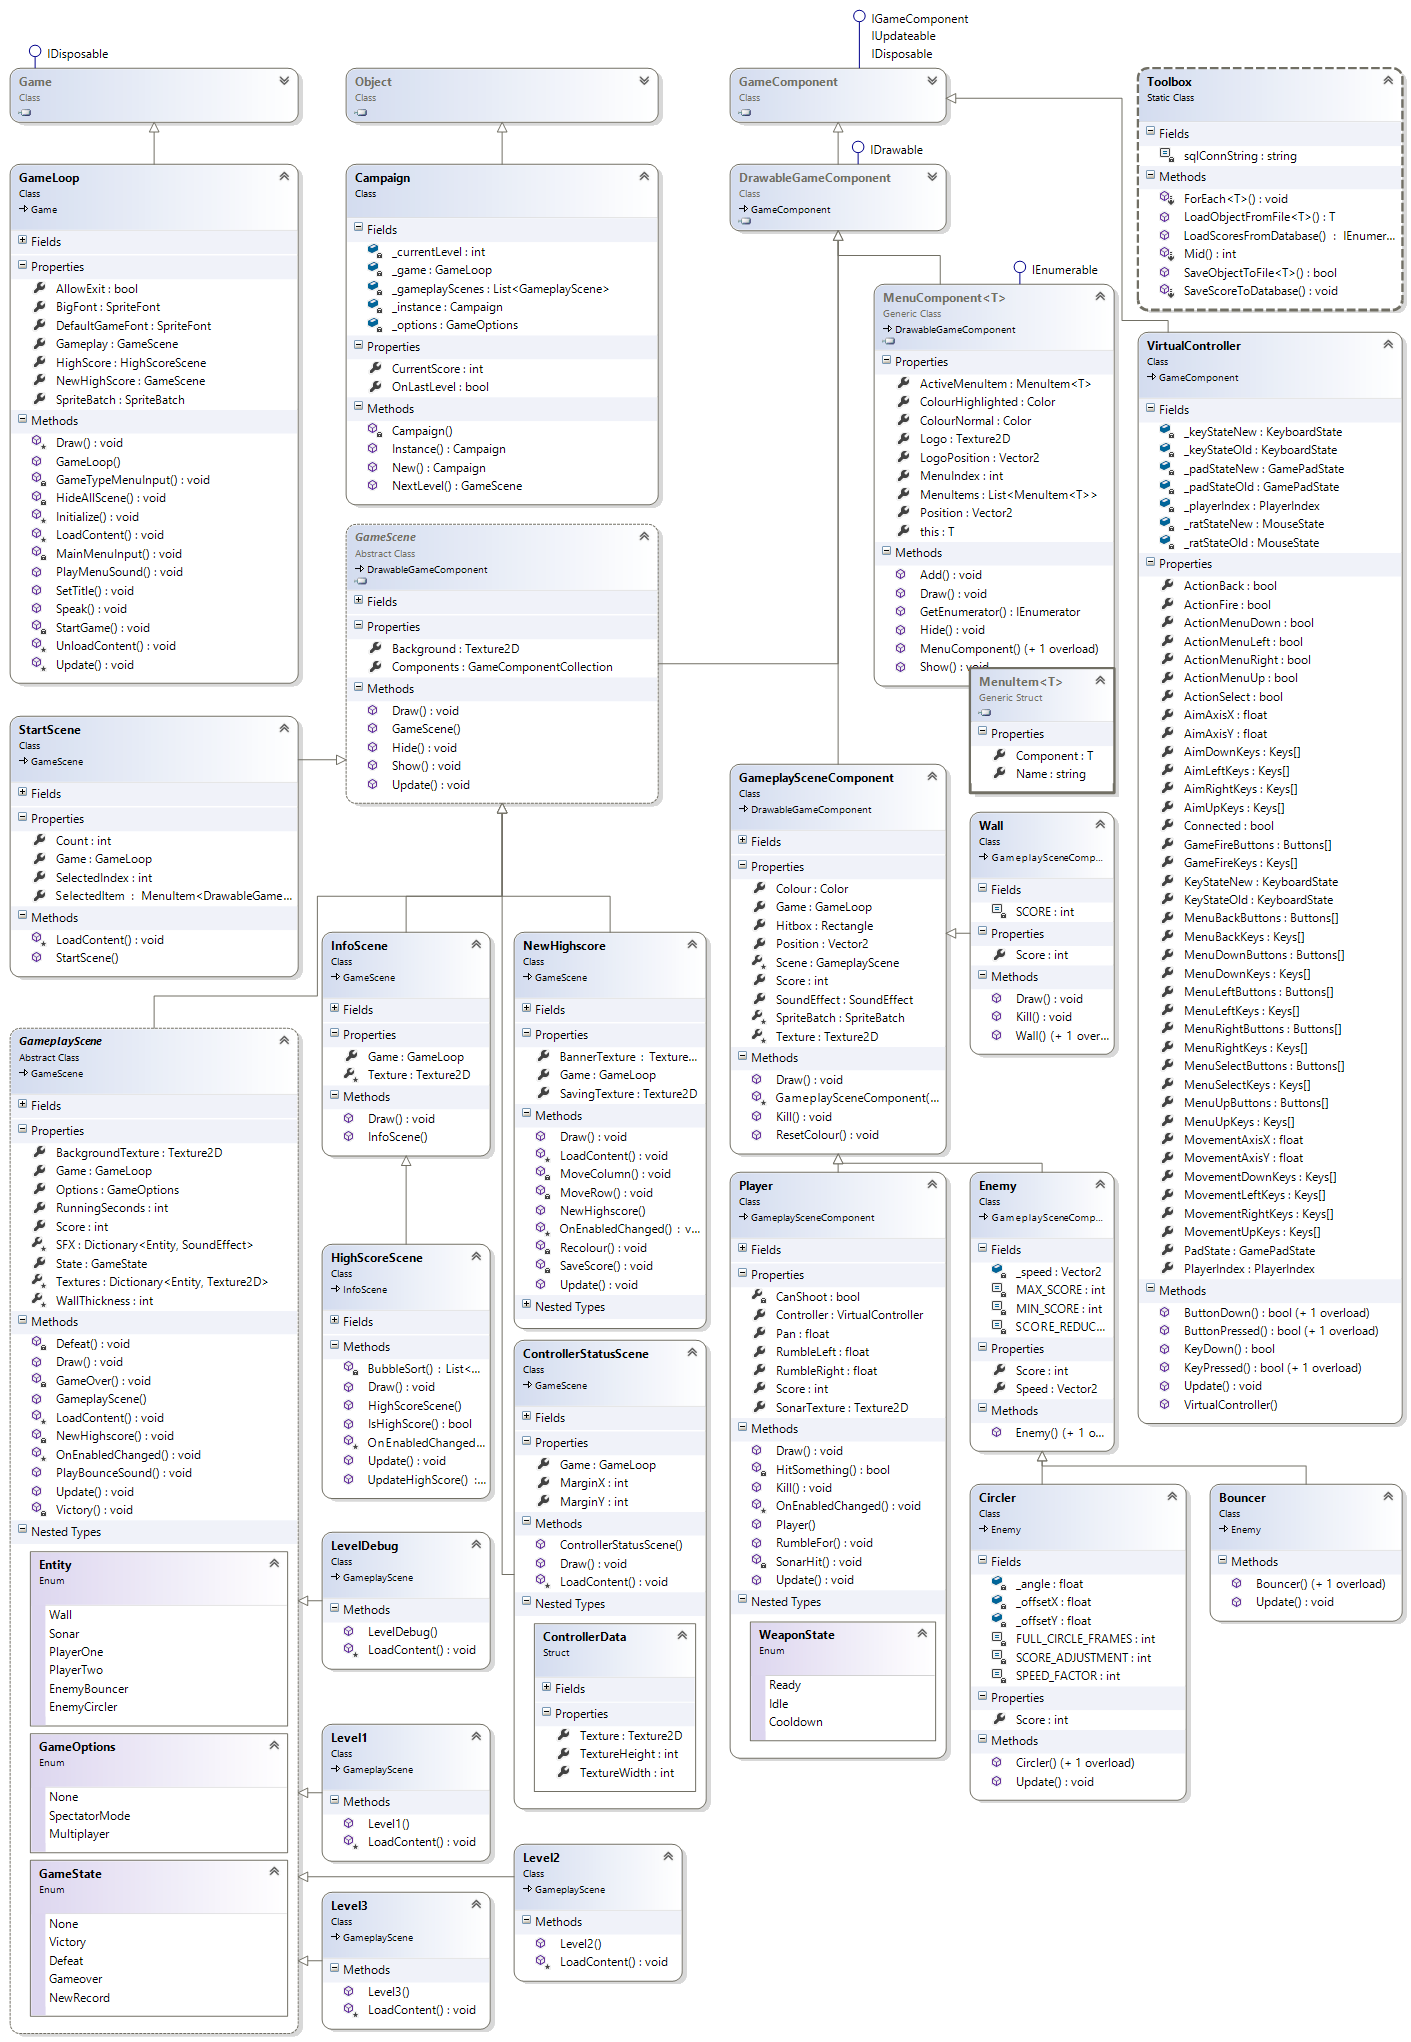 IDisposable
Game
Class
GameLoop
Class
Game
Fields
Properties
AllowExit : bool
BigFont : SpriteFont
DefaultGameFont : SpriteFont
Gameplay : GameScene
HighScore : HighScoreScene
NewHighScore : GameScene
SpriteBatch : SpriteBatch
Methods
Draw() : void
GameLoop()
GameTypeMenuInput() : void
HideAllScene() : void
Initialize() : void
LoadContent() : void
MainMenuInput() : void
PlayMenuSound() : void
SetTitle() : void
Speak() : void
StartGame() : void
UnloadContent() : void
Update() : void
StartScene
Class
GameScene
Fields
Properties
Count : int
Game : GameLoop
SelectedIndex : int
SelectedItem : MenuItem<DrawableGame...
Methods
LoadContent() : void
StartScene()
GameplayScene
Abstract Class
GameScene
Fields
Properties
BackgroundTexture : Texture2D
Game : GameLoop
Options : GameOptions
RunningSeconds : int
Score : int
SFX : Dictionary<Entity, SoundEffect>
State : GameState
Textures : Dictionary<Entity, Texture2D>
WallThickness : int
Methods
Defeat() : void
Draw() : void
GameOver() : void
GameplayScene()
LoadContent() : void
NewHighscore() : void
OnEnabledChanged() : void
PlayBounceSound() : void
Update() : void
Victory() : void
Nested Types
Entity
Enum
Wall
Sonar
PlayerOne
PlayerTwo
EnemyBouncer
EnemyCircler
GameOptions
Enum
None
SpectatorMode
Multiplayer
GameState
Enum
None
Victory
Defeat
Gameover
NewRecord
Object
Class
Campaign
Class
Fields
_currentLevel : int
_game : GameLoop
_gameplayScenes : List<GameplayScene>
_instance : Campaign
_options : GameOptions
Properties
CurrentScore : int
OnLastLevel : bool
Methods
Campaign()
Instance() : Campaign
New() : Campaign
NextLevel() : GameScene
GameScene
Abstract Class
DrawableGameComponent
Fields
Properties
Background : Texture2D
Components : GameComponentCollection
Methods
Draw() : void
GameScene()
Hide() : void
Show() : void
Update() : void
InfoScene
Class
GameScene
Fields
Properties
Game : GameLoop
Texture : Texture2D
Methods
Draw() : void
InfoScene()
HighScoreScene
Class
InfoScene
Fields
Methods
BubbleSort() : List<...
Draw() : void
HighScoreScene()
IsHighScore() : bool
OnEnabledChanged...
Update() : void
UpdateHighScore() :...
LevelDebug
Class
GameplayScene
Methods
LevelDebug()
LoadContent() : void
Level1
Class
GameplayScene
Methods
Level1()
LoadContent() : void
Level3
Class
GameplayScene
Methods
Level3()
LoadContent() : void
NewHighscore
Class
GameScene
Fields
Properties
BannerTexture : Texture...
Game : GameLoop
SavingTexture : Texture2D
Methods
Draw() : void
LoadContent() : void
MoveColumn() : void
MoveRow() : void
NewHighscore()
OnEnabledChanged() : v...
Recolour() : void
SaveScore() : void
Update() : void
Nested Types
ControllerStatusScene
Class
GameScene
Fields
Properties
Game : GameLoop
MarginX : int
MarginY : int
Methods
ControllerStatusScene()
Draw() : void
LoadContent() : void
Nested Types
ControllerData
Struct
Fields
Properties
Texture : Texture2D
TextureHeight : int
TextureWidth : int
Level2
Class
GameplayScene
Methods
Level2()
LoadContent() : void
IGameComponent
IUpdateable
IDisposable
GameComponent
Class
IDrawable
DrawableGameComponent
Class
GameComponent
IEnumerable
MenuComponent<T>
Generic Class
DrawableGameComponent
Properties
ActiveMenuItem : MenuItem<T>
ColourHighlighted : Color
ColourNormal : Color
Logo : Texture2D
LogoPosition : Vector2
MenuIndex : int
MenuItems : List<MenuItem<T>>
Position : Vector2
this : T
Methods
Add() : void
Draw() : void
GetEnumerator() : IEnumerator
Hide() : void
MenuComponent() (+ 1 overload)
Show() : void
MenuItem<T>
Generic Struct
Properties
Component : T
Name : string
GameplaySceneComponent
Class
DrawableGameComponent
Fields
Properties
Colour : Color
Game : GameLoop
Hitbox : Rectangle
Position : Vector2
Scene : GameplayScene
Score : int
SoundEffect : SoundEffect
SpriteBatch : SpriteBatch
Texture : Texture2D
Methods
Draw() : void
GameplaySceneComponent(...
Kill() : void
ResetColour() : void
Wall
Class
GameplaySceneComp...
Fields
SCORE : int
Properties
Score : int
Methods
Draw() : void
Kill() : void
Wall() (+ 1 over...
Player
Class
GameplaySceneComponent
Fields
Properties
CanShoot : bool
Controller : VirtualController
Pan : float
RumbleLeft : float
RumbleRight : float
Score : int
SonarTexture : Texture2D
Methods
Draw() : void
HitSomething() : bool
Kill() : void
OnEnabledChanged() : void
Player()
RumbleFor() : void
SonarHit() : void
Update() : void
Nested Types
WeaponState
Enum
Ready
Idle
Cooldown
Enemy
Class
GameplaySceneComp...
Fields
_speed : Vector2
MAX_SCORE : int
MIN_SCORE : int
SCORE_REDUC...
Properties
Score : int
Speed : Vector2
Methods
Enemy() (+ 1 o...
Circler
Class
Enemy
Fields
_angle : float
_offsetX : float
_offsetY : float
FULL_CIRCLE_FRAMES : int
SCORE_ADJUSTMENT : int
SPEED_FACTOR : int
Properties
Score : int
Methods
Circler() (+ 1 overload)
Update() : void
Bouncer
Class
Enemy
Methods
Bouncer() (+ 1 overload)
Update() : void
Toolbox
Static Class
Fields
sqlConnString : string
Methods
ForEach<T>() : void
LoadObjectFromFile<T>() : T
LoadScoresFromDatabase() : IEnumer...
Mid() : int
SaveObjectToFile<T>() : bool
SaveScoreToDatabase() : void
VirtualController
Class
GameComponent
Fields
_keyStateNew : KeyboardState
_keyStateOld : KeyboardState
_padStateNew : GamePadState
_padStateOld : GamePadState
_playerIndex : PlayerIndex
_ratStateNew : MouseState
_ratStateOld : MouseState
Properties
ActionBack : bool
ActionFire : bool
ActionMenuDown : bool
ActionMenuLeft : bool
ActionMenuRight : bool
ActionMenuUp : bool
ActionSelect : bool
AimAxisX : float
AimAxisY : float
AimDownKeys : Keys[]
AimLeftKeys : Keys[]
AimRightKeys : Keys[]
AimUpKeys : Keys[]
Connected : bool
GameFireButtons : Buttons[]
GameFireKeys : Keys[]
KeyStateNew : KeyboardState
KeyStateOld : KeyboardState
MenuBackButtons : Buttons[]
MenuBackKeys : Keys[]
MenuDownButtons : Buttons[]
MenuDownKeys : Keys[]
MenuLeftButtons : Buttons[]
MenuLeftKeys : Keys[]
MenuRightButtons : Buttons[]
MenuRightKeys : Keys[]
MenuSelectButtons : Buttons[]
MenuSelectKeys : Keys[]
MenuUpButtons : Buttons[]
MenuUpKeys : Keys[]
MovementAxisX : float
MovementAxisY : float
MovementDownKeys : Keys[]
MovementLeftKeys : Keys[]
MovementRightKeys : Keys[]
MovementUpKeys : Keys[]
PadState : GamePadState
PlayerIndex : PlayerIndex
Methods
ButtonDown() : bool (+ 1 overload)
ButtonPressed() : bool (+ 1 overload)
KeyDown() : bool
KeyPressed() : bool (+ 1 overload)
Update() : void
VirtualController()